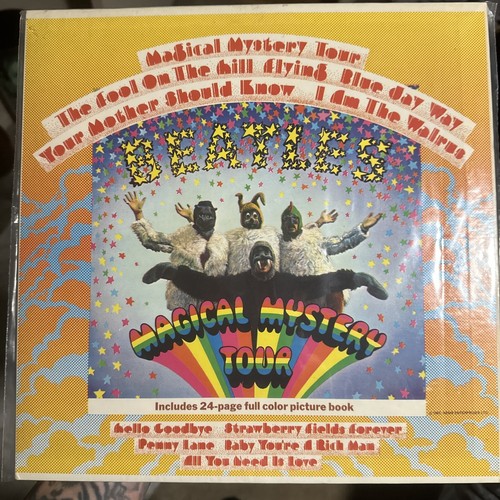 Magical Mystery Tour
The Fool On The Hill Flying Blue Jay Way
Your Mother Should Know I Am The Walrus
BEATLES
MAGICAL MYSTERY
TOUR
Includes 24-page full color picture book
Hello Goodbye Strawberry Fields Forever
Penny Lane Baby You're A Rich Man
All You Need Is Love